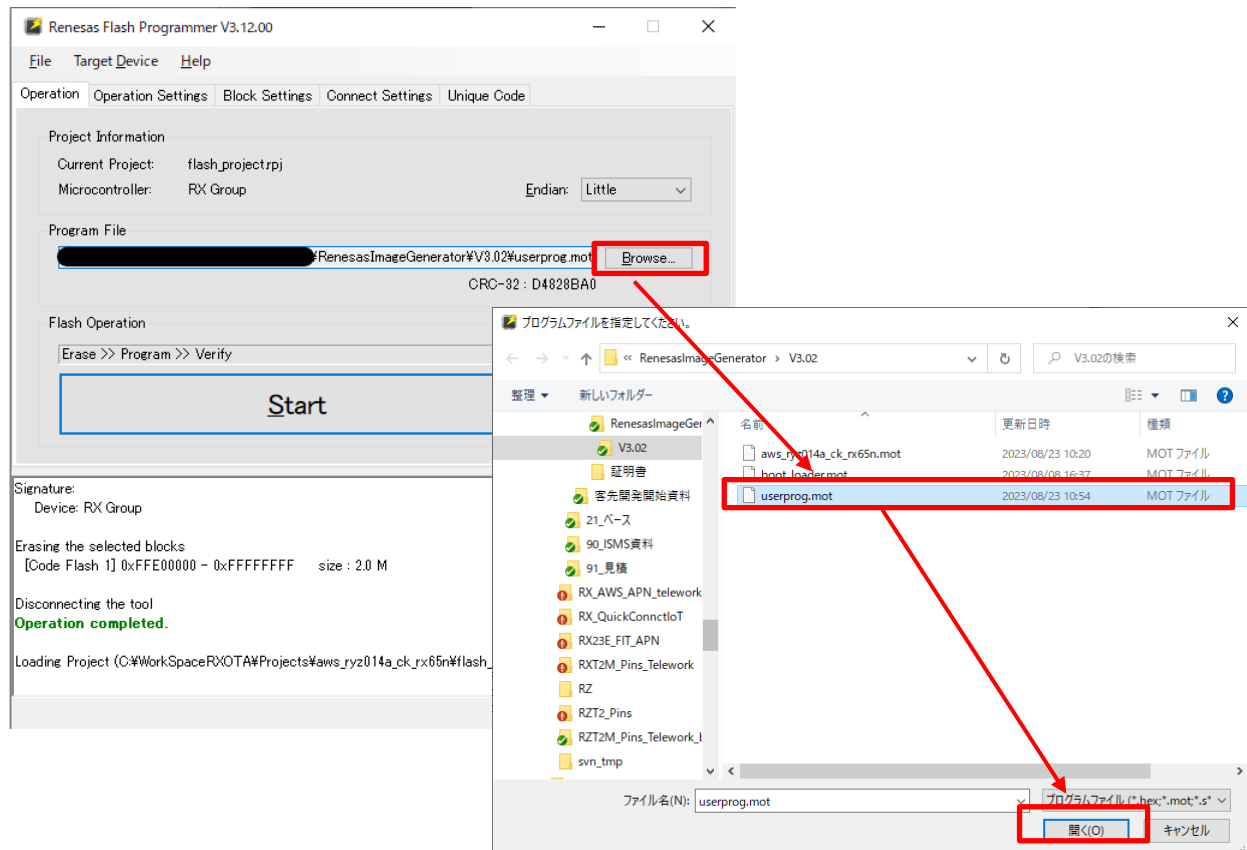 Renesas Flash Programmer V3.12.00
File Target Device Help
Operation Operation Settings Block Settings Connect Settings Unique Code
Project Information
Current Project: flash_project.rpj
Microcontroller: RX Group Endian: Little
Program File
¥RenesasImageGenerator¥V3.02¥userprog.mot Browse...
CRC-32 : D4828BA0
Flash Operation
Erase >> Program >> Verify
Start
Signature:
Device: RX Group
Erasing the selected blocks
[Code Flash 1] 0xFFE00000 - 0xFFFFFFFF size : 2.0 M
Disconnecting the tool
Operation completed.
Loading Project (C:¥WorkSpaceRXOTA¥Projects¥aws_ryz014a_ck_rx65n¥flash_
プログラムファイルを指定してください。
« RenesasImageGenerator › V3.02 V3.02の検索
整理 新しいフォルダー
名前 更新日時 種類
RenesasImageGer
V3.02
証明書
客先開発開始資料
21_ベース
90_ISMS資料
91_見積
RX_AWS_APN_telework
RX_QuickConnctIoT
RX23E_FIT_APN
RXT2M_Pins_Telework
RZ
RZT2_Pins
RZT2M_Pins_Telework_b
svn_tmp
aws_ryz014a_ck_rx65n.mot 2023/08/23 10:20 MOT ファイル
boot_loader.mot 2023/08/08 16:37 MOT ファイル
userprog.mot 2023/08/23 10:54 MOT ファイル
ファイル名(N): userprog.mot プログラムファイル (*.hex;*.mot;*.s*
開く(O) キャンセル